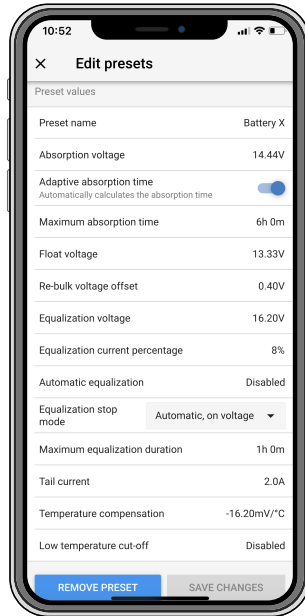 10:52
Edit presets
Preset values
Preset name Battery X
Absorption voltage 14.44V
Adaptive absorption time
Automatically calculates the absorption time
Maximum absorption time 6h 0m
Float voltage 13.33V
Re-bulk voltage offset 0.40V
Equalization voltage 16.20V
Equalization current percentage 8%
Automatic equalization Disabled
Equalization stop
mode Automatic, on voltage
Maximum equalization duration 1h 0m
Tail current 2.0A
Temperature compensation -16.20mV/°C
Low temperature cut-off Disabled
REMOVE PRESET SAVE CHANGES